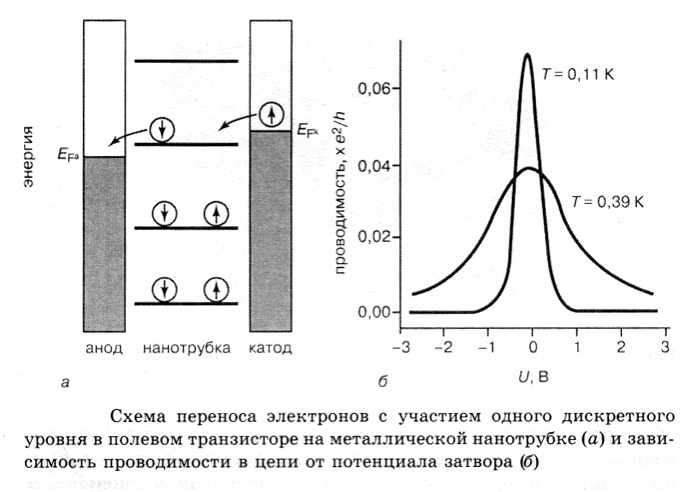 энергия
E_Fа
E_Fк
анод
нанотрубка
катод
а
проводимость, x e²/h
0,06
0,04
0,02
0,00
T = 0,11 K
T = 0,39 K
−3 −2 −1 0 1 2 3
U, В
б
Схема переноса электронов с участием одного дискретного
уровня в полевом транзисторе на металлической нанотрубке (а) и зави-
симость проводимости в цепи от потенциала затвора (б)